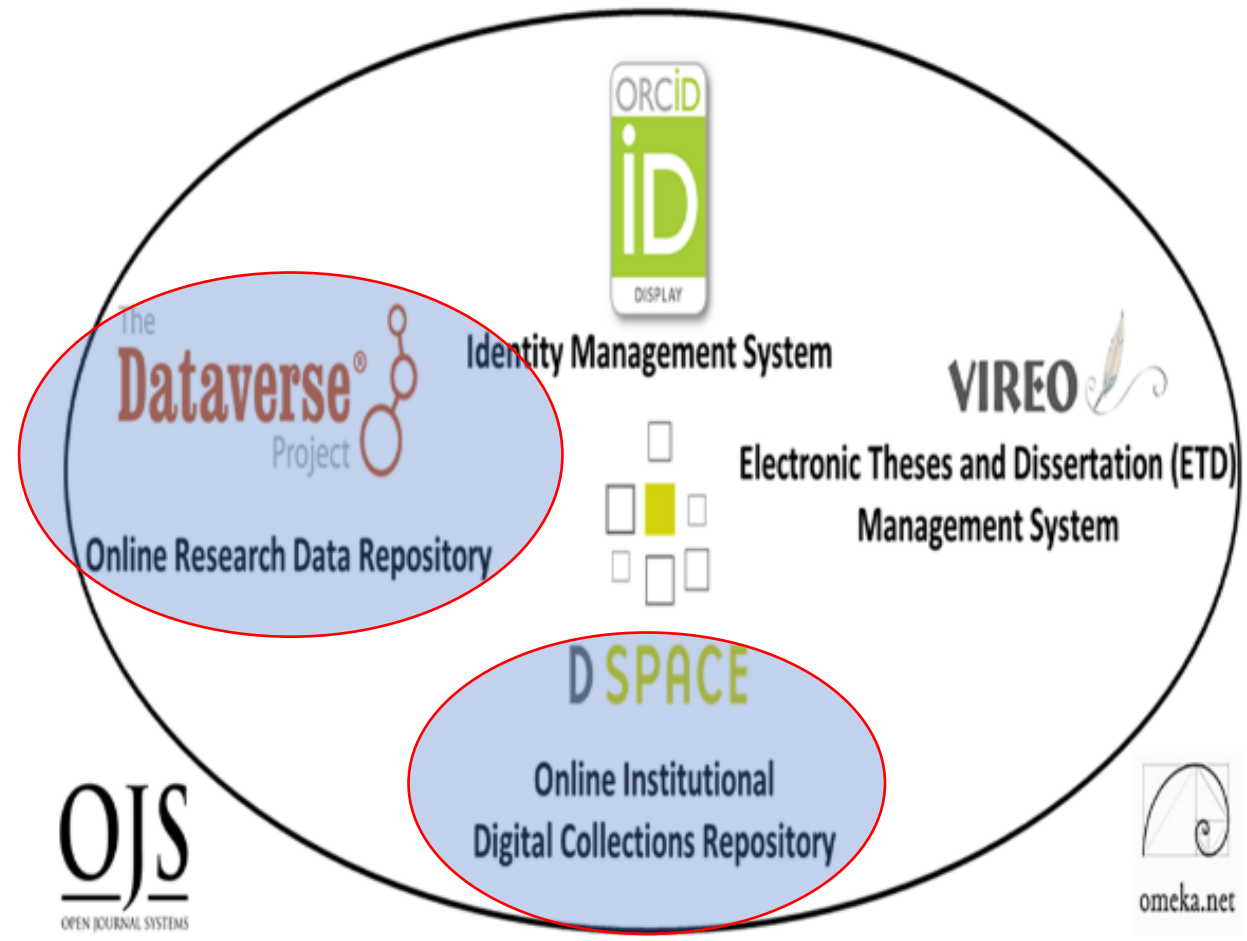 ORCiD
iD
DISPLAY
Identity Management System
The
Dataverse®
Project
Online Research Data Repository
VIREO
Electronic Theses and Dissertation (ETD)
Management System
D SPACE
Online Institutional
Digital Collections Repository
OJS
OPEN JOURNAL SYSTEMS
omeka.net